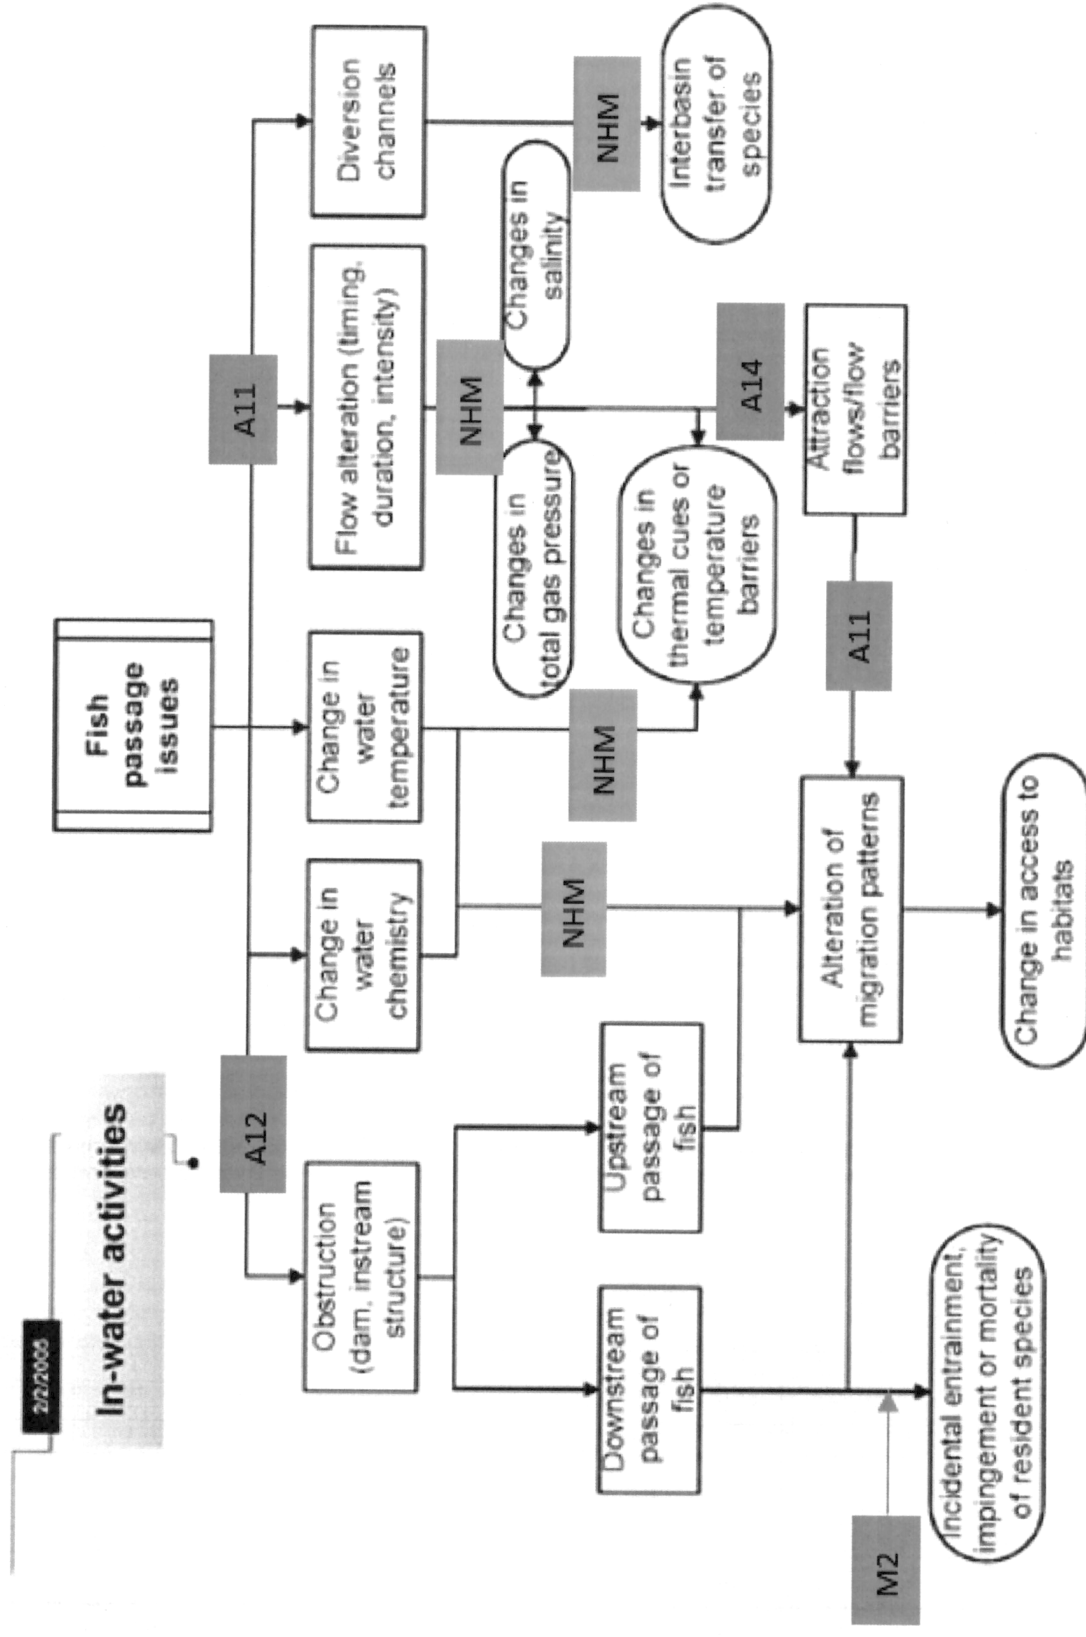 2/2/2005
In-water activities
Fish
passage
issues
A12
A11
Obstruction
(dam, instream
structure)
Change in
water
chemistry
Change in
water
temperature
Flow alteration (timing,
duration, intensity)
Diversion
channels
NHM
NHM
NHM
NHM
Changes in
total gas pressure
Changes in
salinity
Interbasin
transfer of
species
Downstream
passage of
fish
Upstream
passage of
fish
Changes in
thermal cues or
temperature
barriers
A14
Attraction
flows/flow
barriers
A11
Alteration of
migration patterns
M2
Incidental entrainment,
impingement or mortality
of resident species
Change in access to
habitats